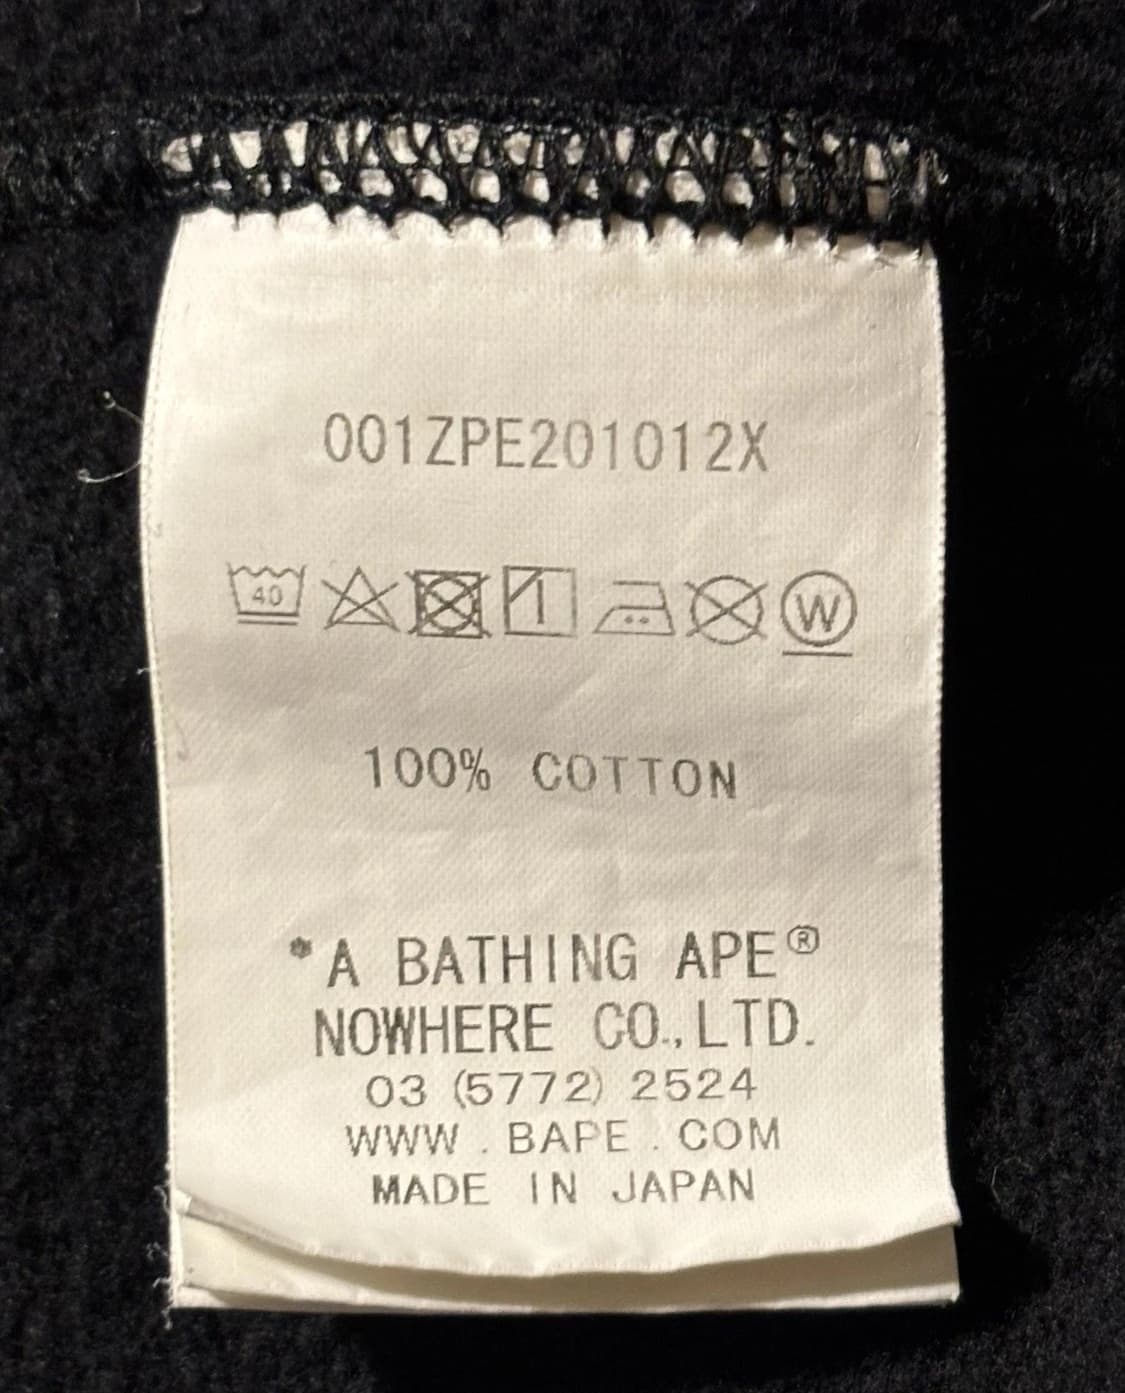 001ZPE201012X
40
W
100% COTTON
*A BATHING APE®
NOWHERE CO.,LTD.
03 (5772) 2524
WWW.BAPE.COM
MADE IN JAPAN